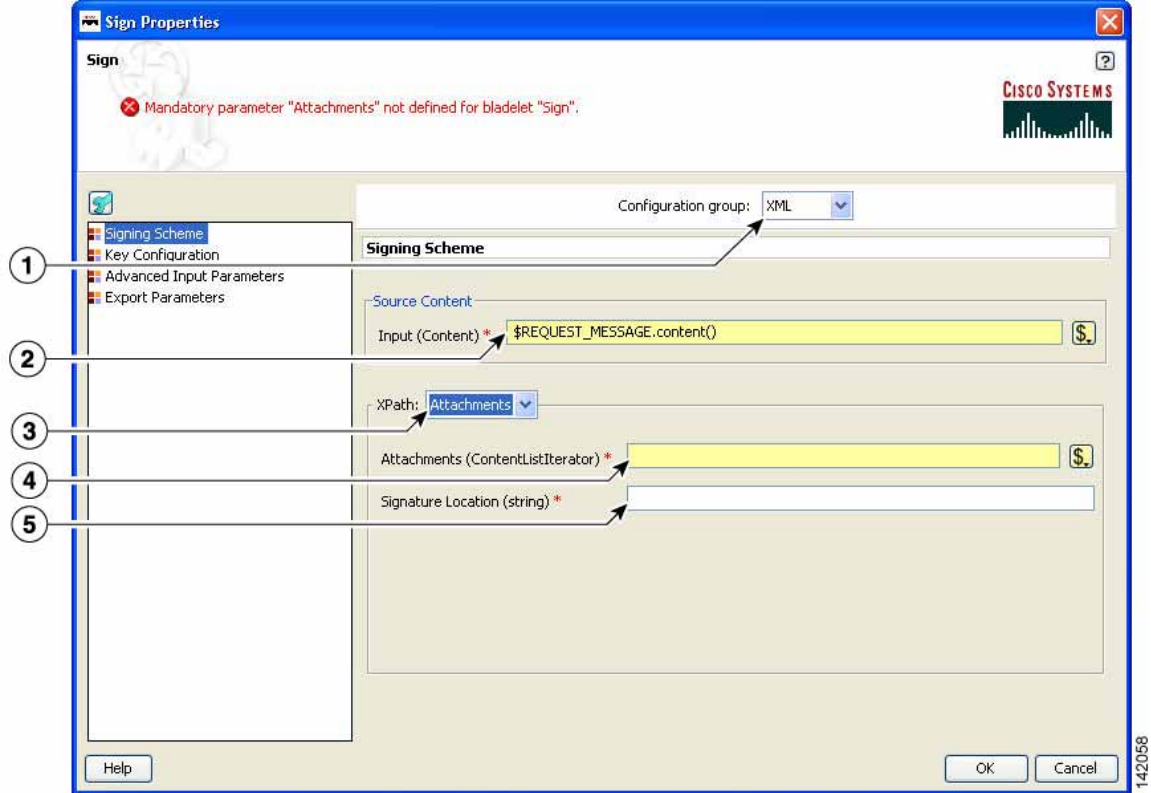 Sign Properties
Sign
?
CISCO SYSTEMS
Mandatory parameter "Attachments" not defined for bladelet "Sign".
Configuration group: XML
Signing Scheme
Key Configuration
Advanced Input Parameters
Export Parameters
Signing Scheme
Source Content
Input (Content) * $REQUEST_MESSAGE.content() $
XPath: Attachments
Attachments (ContentListIterator) * $
Signature Location (string) *
1
2
3
4
5
Help
OK
Cancel
142058